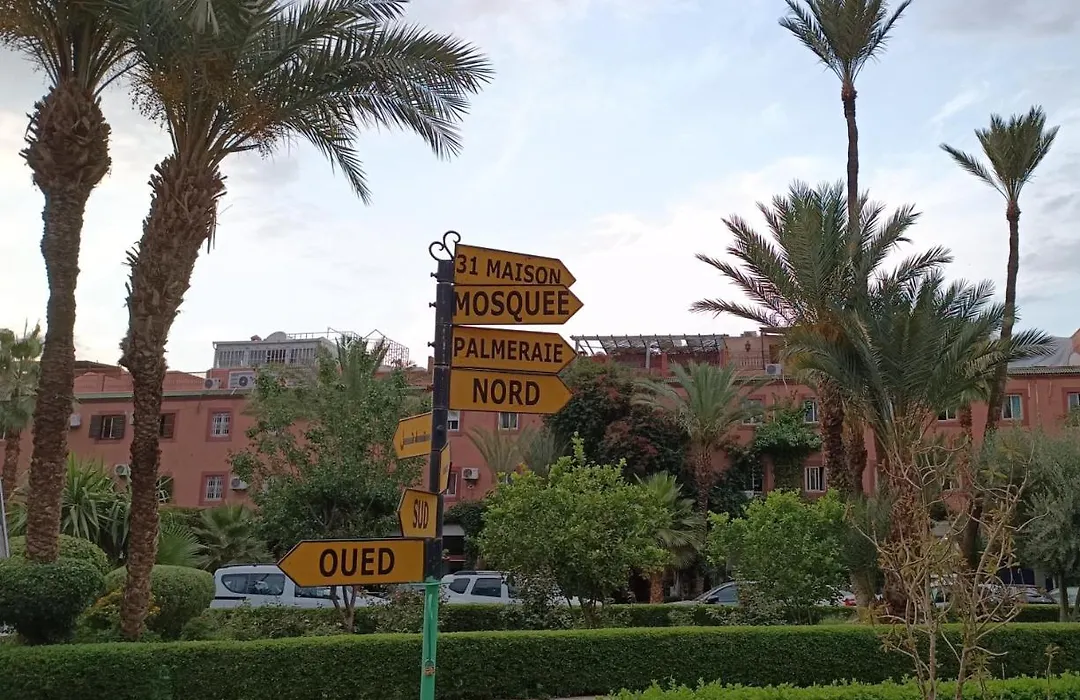 31 MAISON
MOSQUEE
PALMERAIE
NORD
SUD
OUED